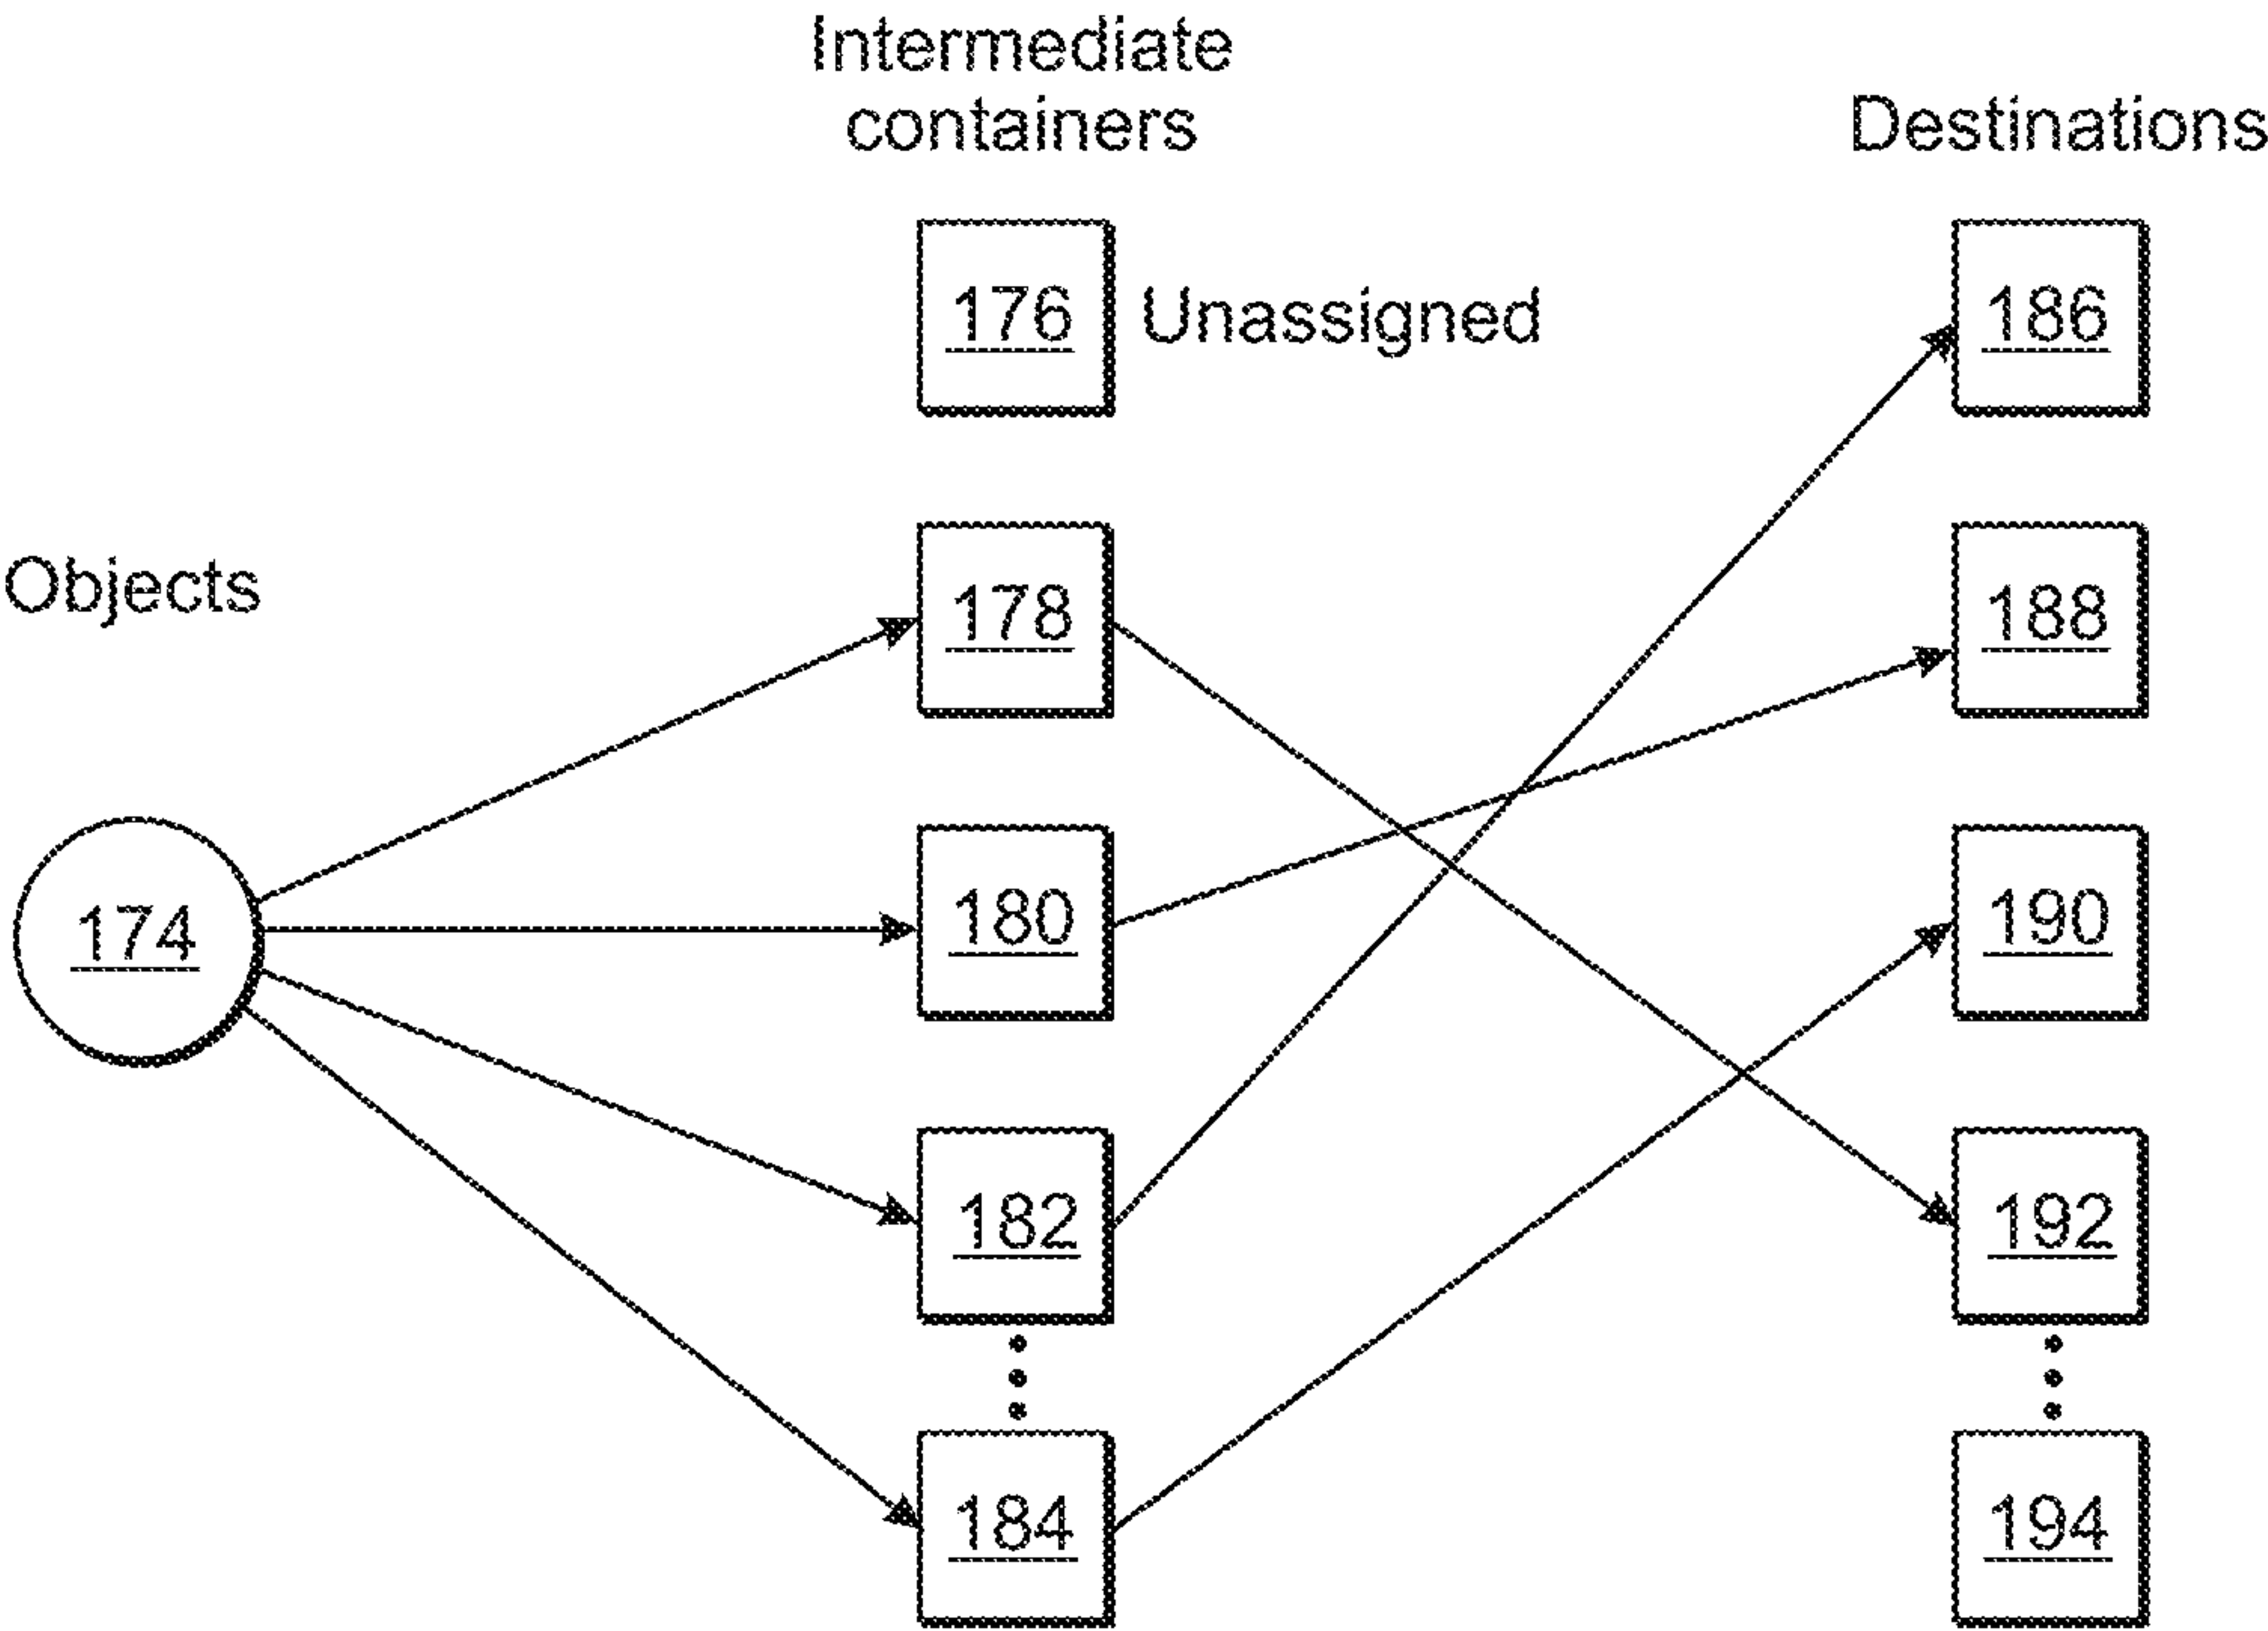 Intermediate
containers
Destinations
176 Unassigned
186
Objects
178
188
174
180
190
182
192
184
194